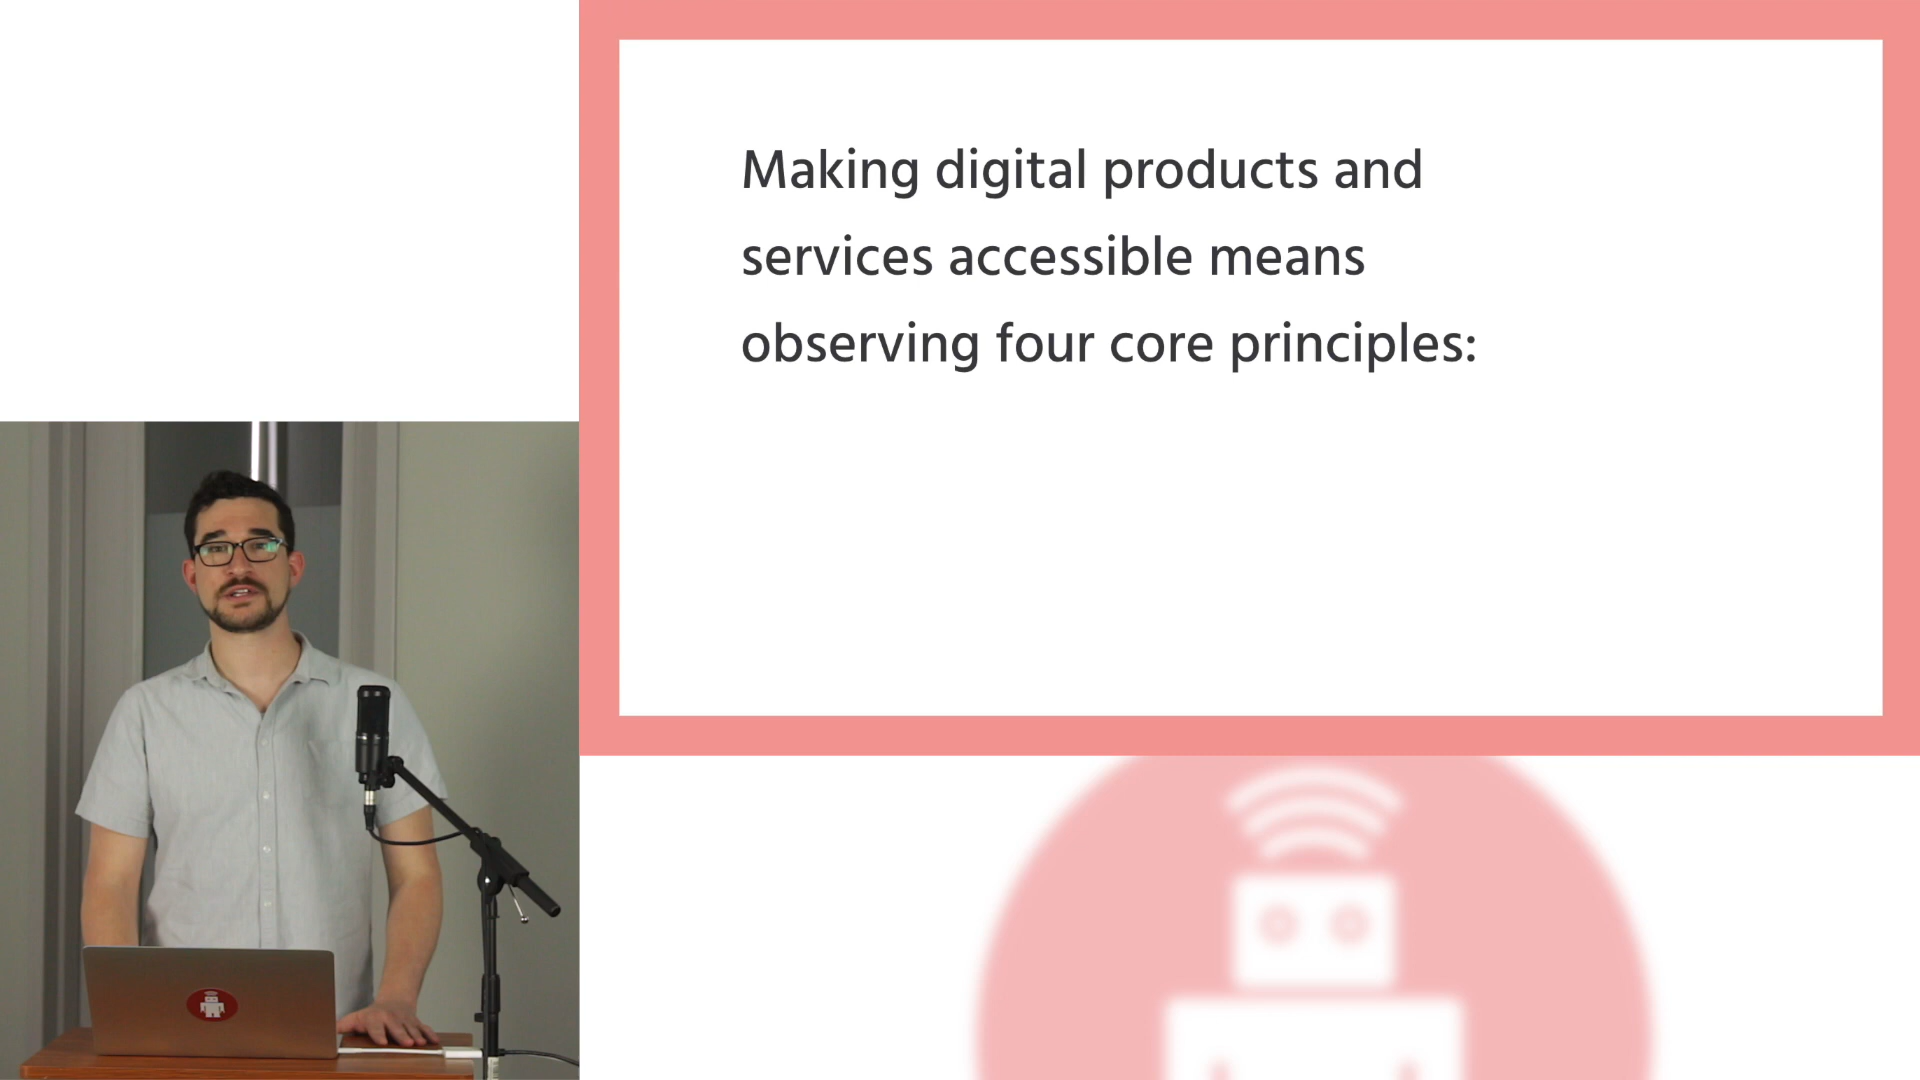 Making digital products and
services accessible means
observing four core principles: